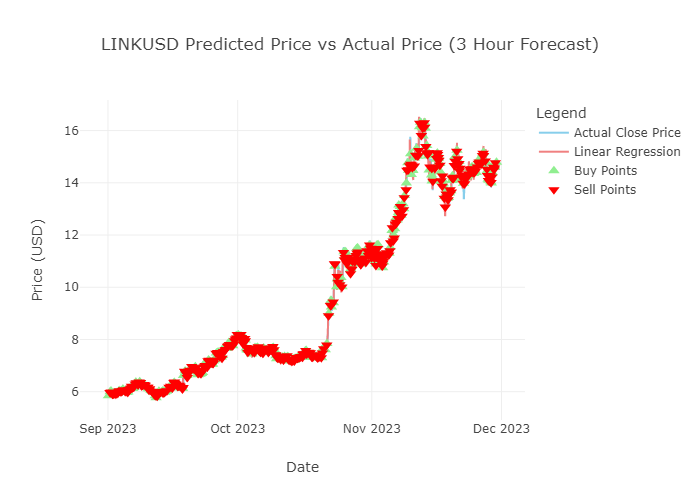 LINKUSD Predicted Price vs Actual Price (3 Hour Forecast)
Legend
Actual Close Price
Linear Regression
Buy Points
Sell Points
Price (USD)
16
14
12
10
8
6
Sep 2023
Oct 2023
Nov 2023
Dec 2023
Date